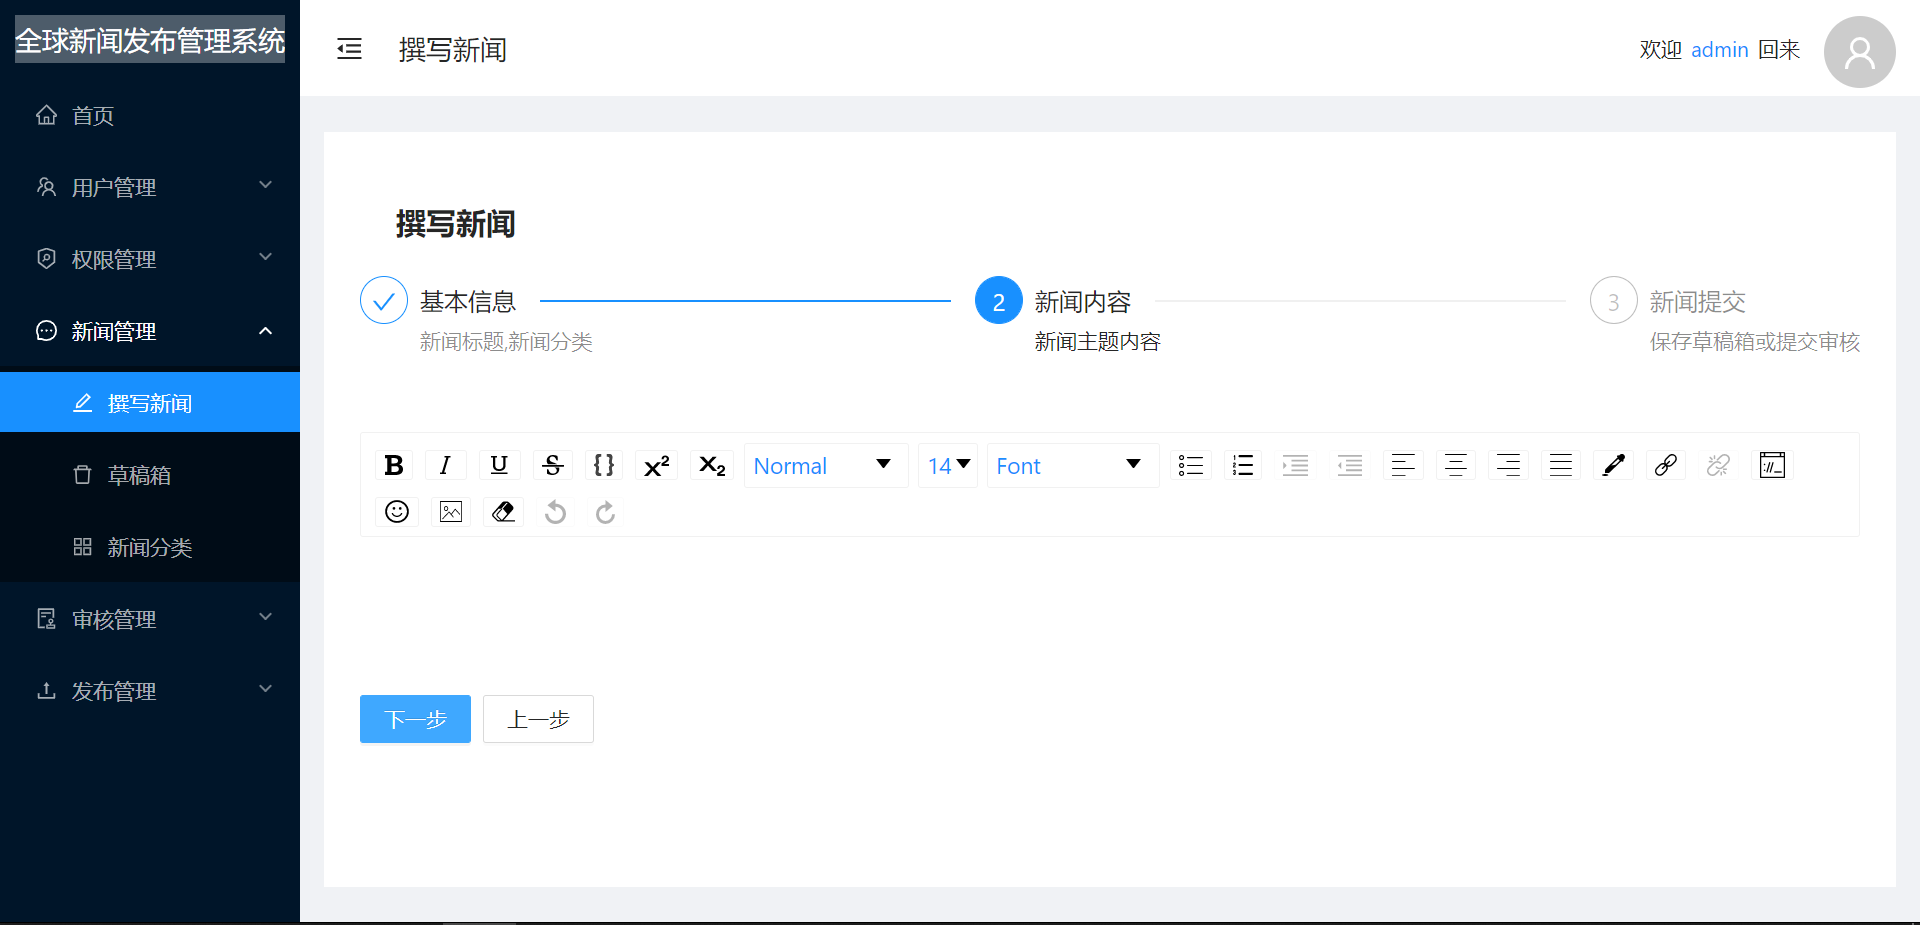 全球新闻发布管理系统
首页
用户管理
权限管理
新闻管理
撰写新闻
草稿箱
新闻分类
审核管理
发布管理
撰写新闻
欢迎 admin 回来
撰写新闻
基本信息
新闻标题,新闻分类
2
新闻内容
新闻主题内容
3
新闻提交
保存草稿箱或提交审核
B I U S {} x² x₂ Normal 14 Font
下一步 上一步